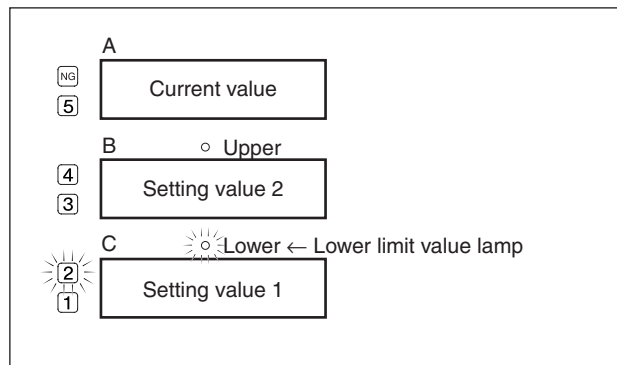 A
NG
Current value
5
B
Upper
4
Setting value 2
3
C
Lower ← Lower limit value lamp
2
Setting value 1
1